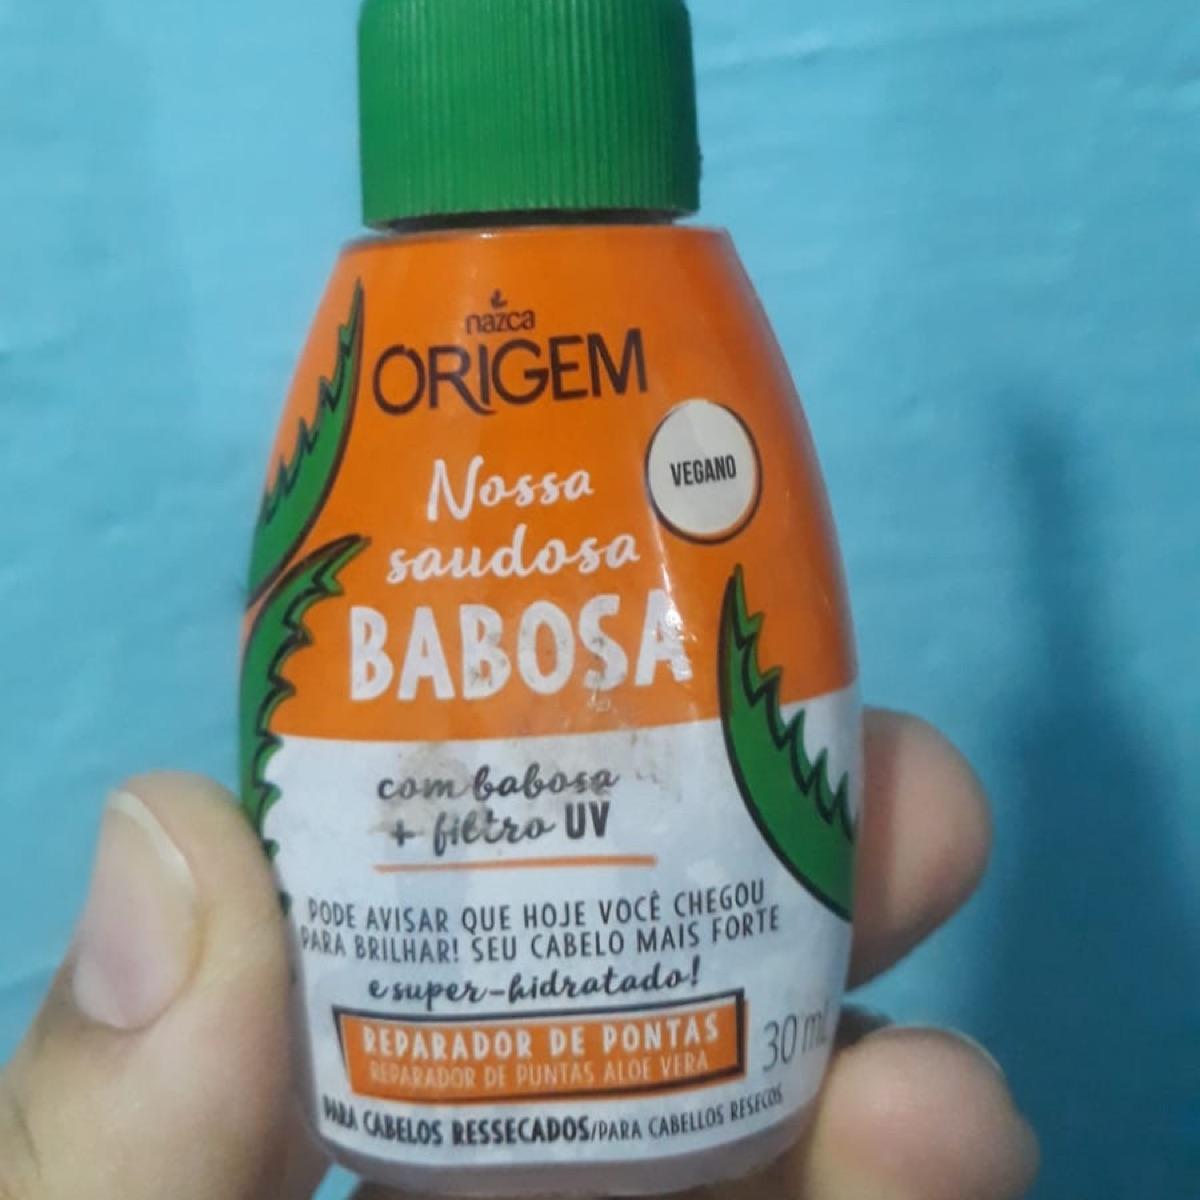 nazca
ORIGEM
VEGANO
Nossa
saudosa
BABOSA
com babosa
+ filtro UV
PODE AVISAR QUE HOJE VOCÊ CHEGOU
PARA BRILHAR! SEU CABELO MAIS FORTE
e super-hidratado!
REPARADOR DE PONTAS
REPARADOR DE PUNTAS ALOE VERA
30 mL
PARA CABELOS RESSECADOS/PARA CABELLOS RESECOS